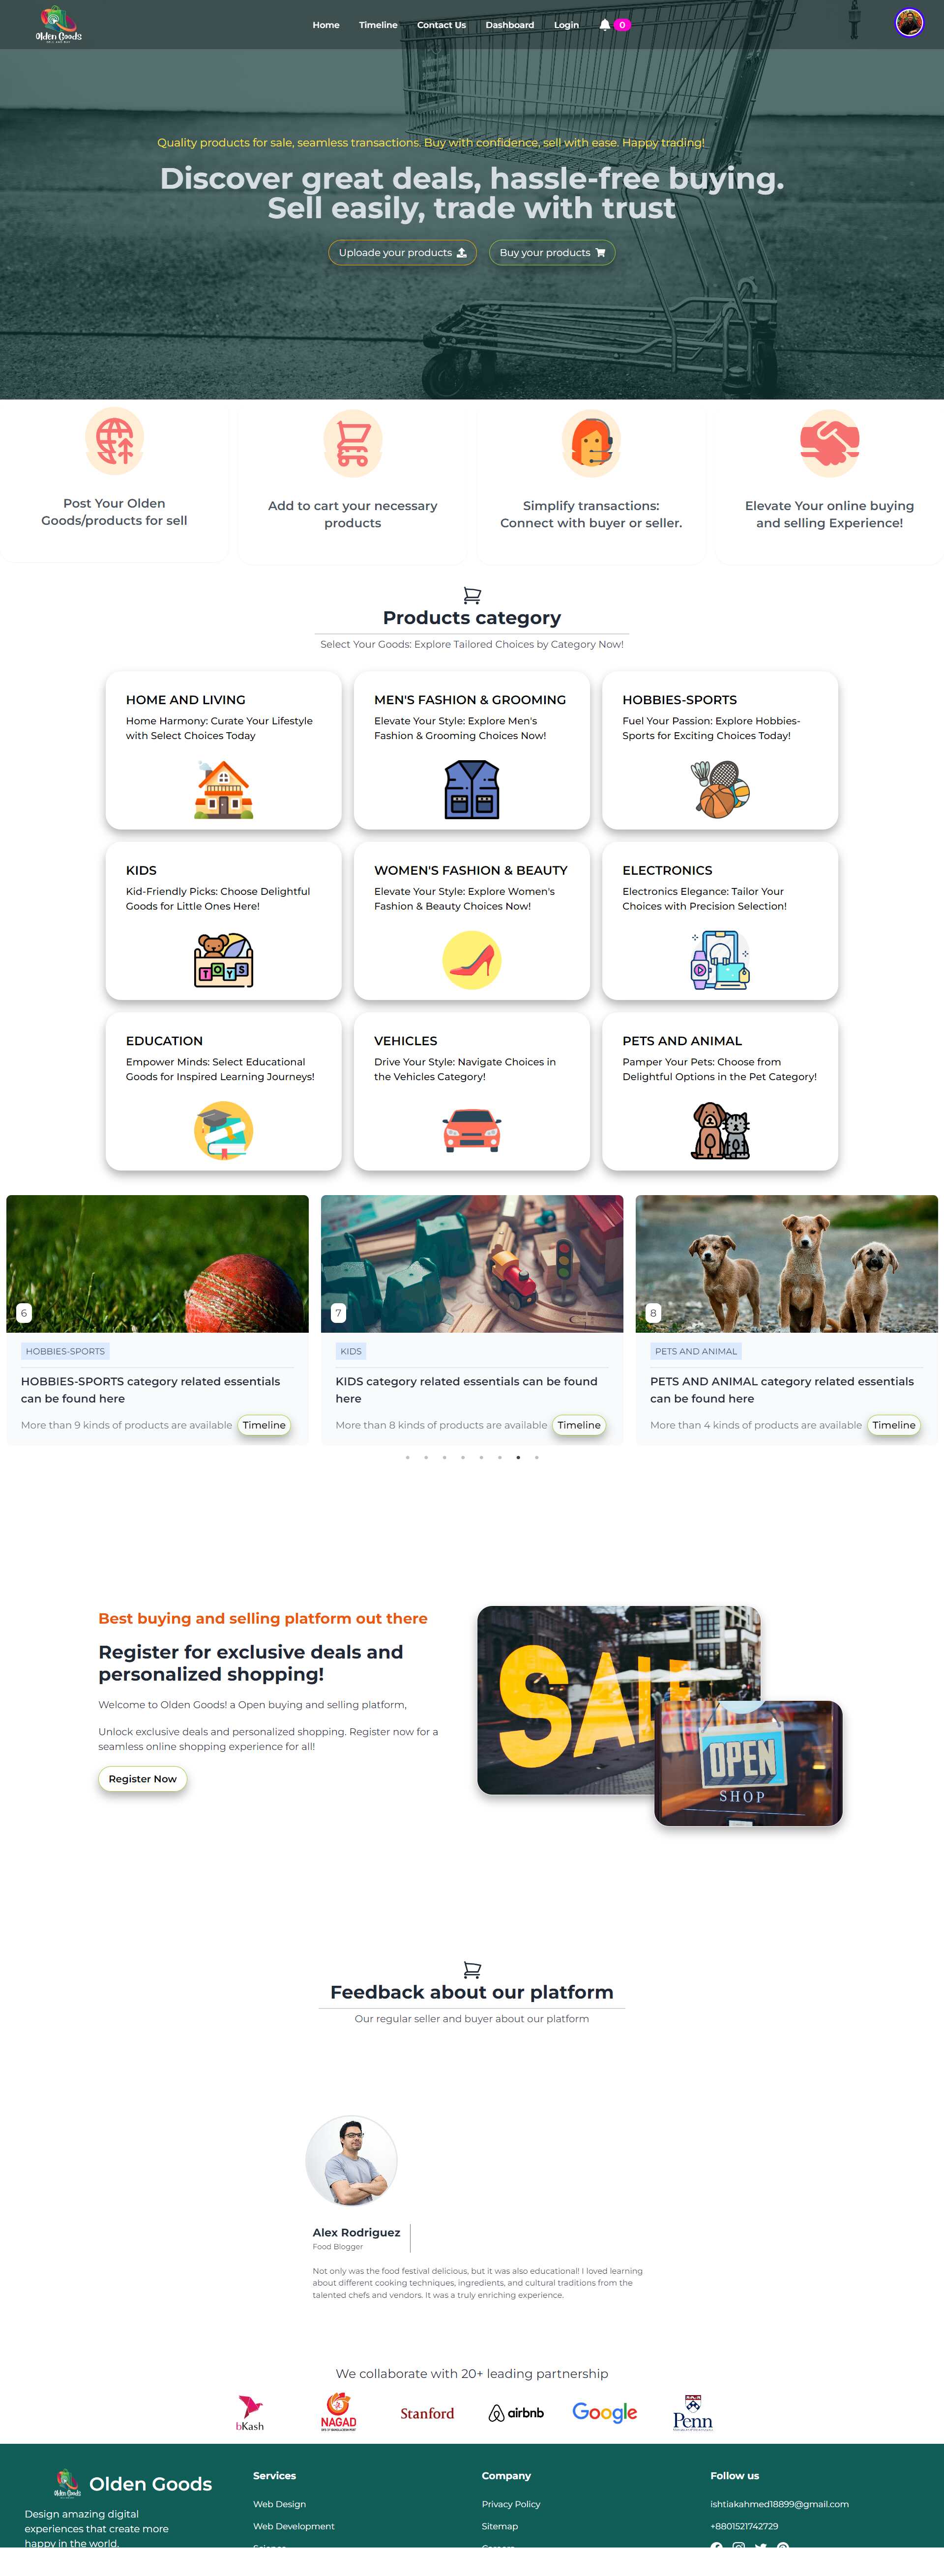 Olden Goods
Home Timeline Contact Us Dashboard Login 0
Quality products for sale, seamless transactions. Buy with confidence, sell with ease. Happy trading!
Discover great deals, hassle-free buying.
Sell easily, trade with trust
Uploade your products
Buy your products
Post Your Olden
Goods/products for sell
Add to cart your necessary
products
Simplify transactions:
Connect with buyer or seller.
Elevate Your online buying
and selling Experience!
Products category
Select Your Goods: Explore Tailored Choices by Category Now!
HOME AND LIVING
Home Harmony: Curate Your Lifestyle
with Select Choices Today
MEN'S FASHION & GROOMING
Elevate Your Style: Explore Men's
Fashion & Grooming Choices Now!
HOBBIES-SPORTS
Fuel Your Passion: Explore Hobbies-
Sports for Exciting Choices Today!
KIDS
Kid-Friendly Picks: Choose Delightful
Goods for Little Ones Here!
TOYS
WOMEN'S FASHION & BEAUTY
Elevate Your Style: Explore Women's
Fashion & Beauty Choices Now!
ELECTRONICS
Electronics Elegance: Tailor Your
Choices with Precision Selection!
EDUCATION
Empower Minds: Select Educational
Goods for Inspired Learning Journeys!
VEHICLES
Drive Your Style: Navigate Choices in
the Vehicles Category!
PETS AND ANIMAL
Pamper Your Pets: Choose from
Delightful Options in the Pet Category!
6
HOBBIES-SPORTS
HOBBIES-SPORTS category related essentials
can be found here
More than 9 kinds of products are available Timeline
7
KIDS
KIDS category related essentials can be found
here
More than 8 kinds of products are available Timeline
8
PETS AND ANIMAL
PETS AND ANIMAL category related essentials
can be found here
More than 4 kinds of products are available Timeline
Best buying and selling platform out there
Register for exclusive deals and
personalized shopping!
Welcome to Olden Goods! a Open buying and selling platform,
Unlock exclusive deals and personalized shopping. Register now for a
seamless online shopping experience for all!
Register Now
SALE
OPEN
SHOP
Feedback about our platform
Our regular seller and buyer about our platform
Alex Rodriguez
Food Blogger
Not only was the food festival delicious, but it was also educational! I loved learning
about different cooking techniques, ingredients, and cultural traditions from the
talented chefs and vendors. It was a truly enriching experience.
We collaborate with 20+ leading partnership
bKash
NAGAD
Stanford
airbnb
Google
Penn
Olden Goods
Design amazing digital
experiences that create more
happy in the world.
Services
Web Design
Web Development
Company
Privacy Policy
Sitemap
Follow us
ishtiakahmed18899@gmail.com
+8801521742729